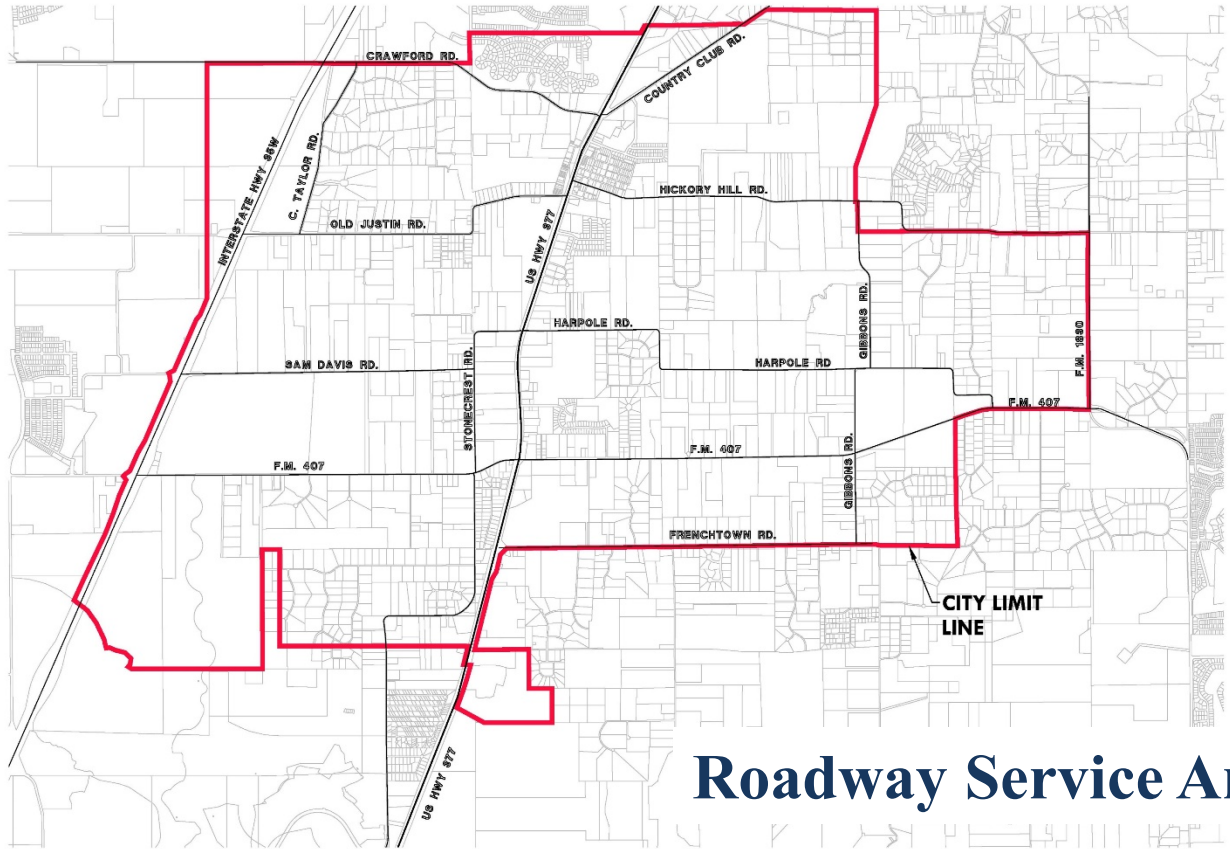 CRAWFORD RD.
COUNTRY CLUB RD.
INTERSTATE HWY 35W
C. TAYLOR RD.
HICKORY HILL RD.
OLD JUSTIN RD.
US HWY 377
GIBBONS RD.
HARPOLE RD.
F.M. 1830
SAM DAVIS RD.
STONECREST RD.
HARPOLE RD
F.M. 407
F.M. 407
GIBBONS RD.
F.M. 407
FRENCHTOWN RD.
CITY LIMIT
LINE
US HWY 377
Roadway Service